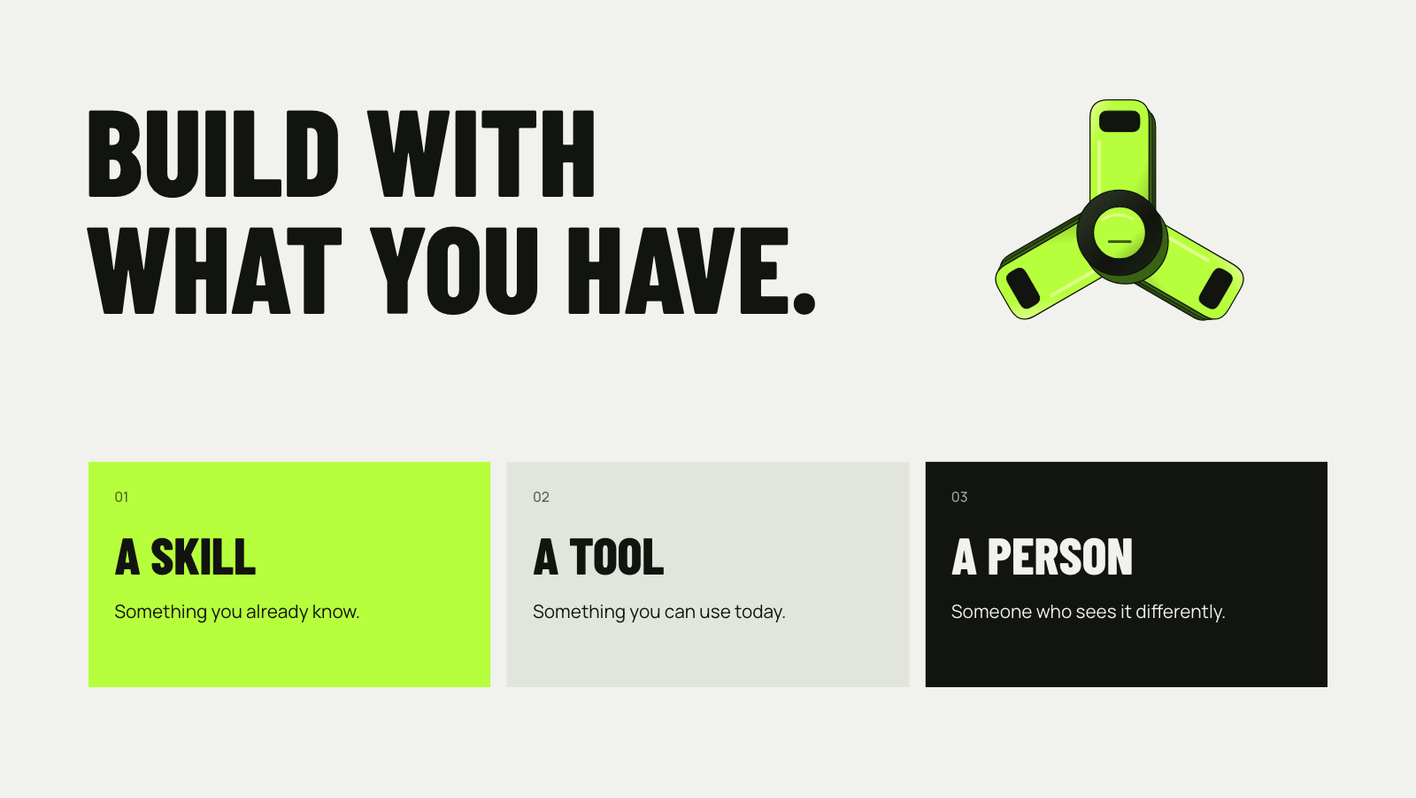 BUILD WITH
WHAT YOU HAVE.
01
A SKILL
Something you already know.
02
A TOOL
Something you can use today.
03
A PERSON
Someone who sees it differently.